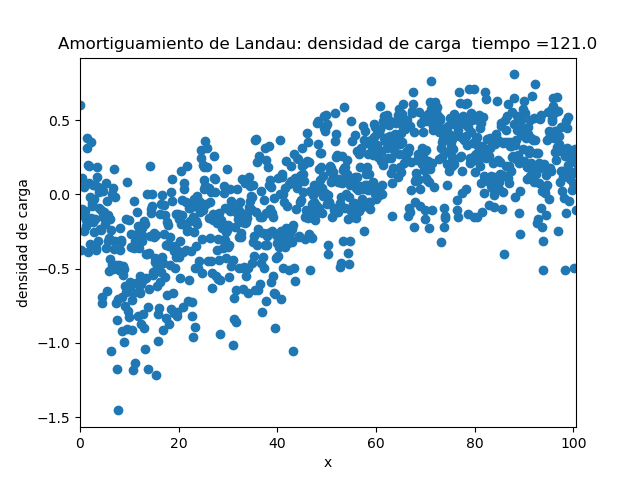 Amortiguamiento de Landau: densidad de carga  tiempo =121.0
densidad de carga
0.5
0.0
−0.5
−1.0
−1.5
0 20 40 60 80 100
x